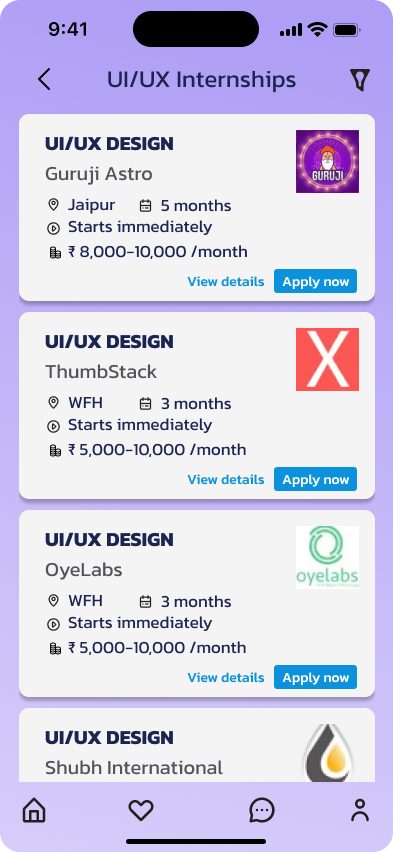 9:41
UI/UX Internships
UI/UX DESIGN
Guruji Astro
GURUJI
Jaipur 5 months
Starts immediately
₹ 8,000-10,000 /month
View details Apply now
UI/UX DESIGN
ThumbStack
X
WFH 3 months
Starts immediately
₹ 5,000-10,000 /month
View details Apply now
UI/UX DESIGN
OyeLabs
oyelabs
WFH 3 months
Starts immediately
₹ 5,000-10,000 /month
View details Apply now
UI/UX DESIGN
Shubh International